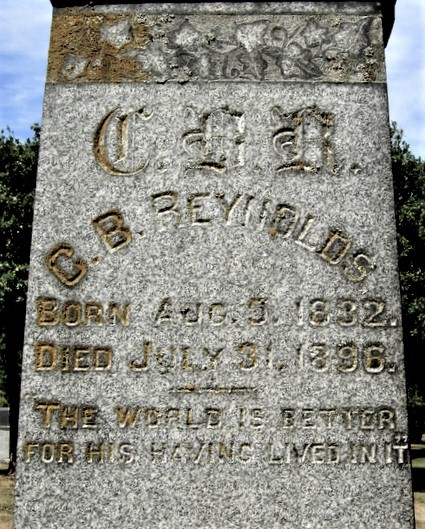 C.B.R.
C.B. REYNOLDS
BORN AUG. 3. 1832.
DIED JULY 31. 1896.
THE WORLD IS BETTER
FOR HIS HAVING LIVED IN IT